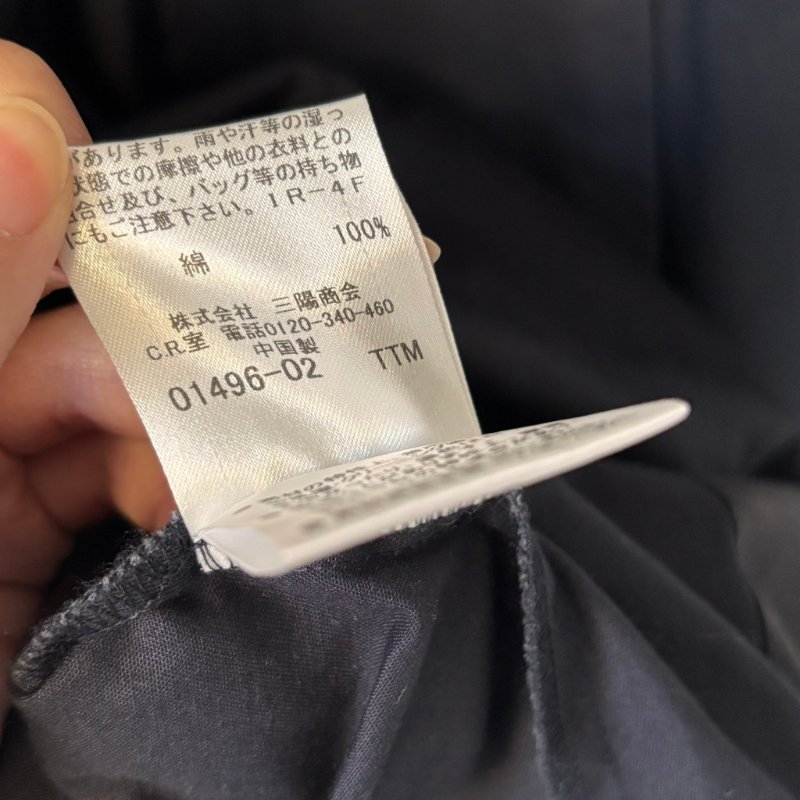 があります。雨や汗等の湿っ
状態での摩擦や他の衣料との
合せ及び、バッグ等の持ち物
にもご注意下さい。IR-4F
綿 100%
株式会社 三陽商会
CR室 電話0120-340-460
中国製
01496-02 TTM